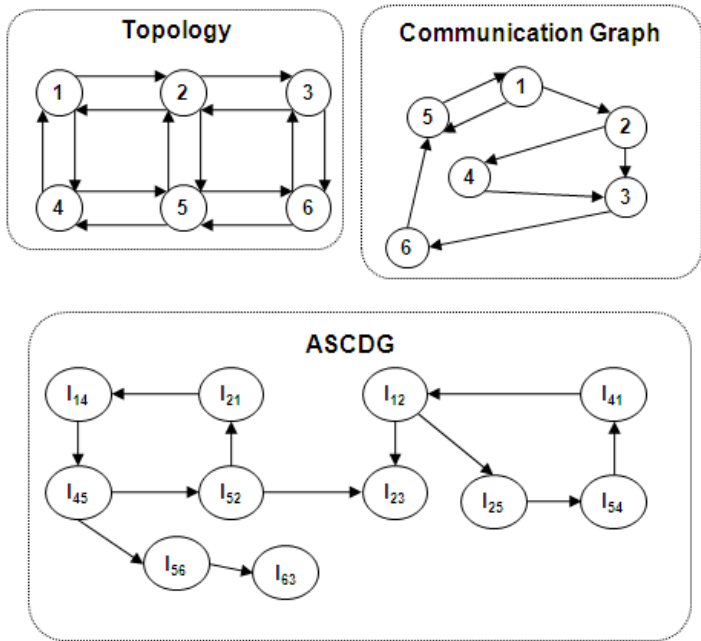 Topology
1 2 3
4 5 6
Communication Graph
1
5
2
4
3
6
ASCDG
I14 I21 I12 I41
I45 I52 I23 I25 I54
I56 I63